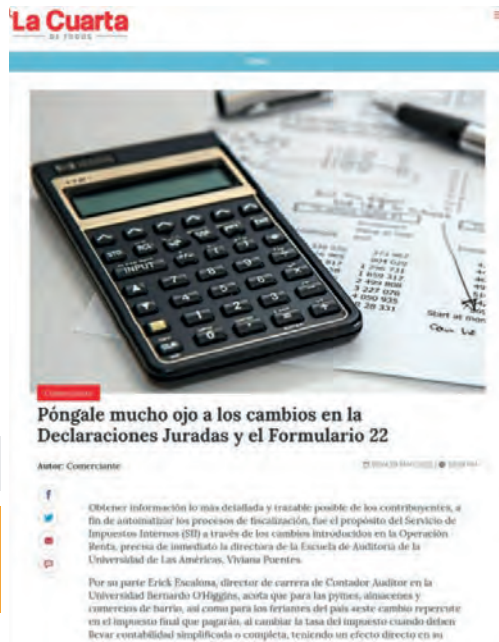 La Cuarta
DE TODOS
INPUT
Start at
Póngale mucho ojo a los cambios en la
Declaraciones Juradas y el Formulario 22
Autor: Comerciante
Obtener información lo más detallada y trazable posible de los contribuyentes, a
fin de automatizar los procesos de fiscalización, fue el propósito del Servicio de
Impuestos Internos (SII) a través de los cambios introducidos en la Operación
Renta, precisa de inmediato la directora de la Escuela de Auditoría de la
Universidad de Las Américas, Viviana Puentes.
Por su parte Erick Escalona, director de carrera de Contador Auditor en la
Universidad Bernardo O'Higgins, acota que para las pymes, almacenes y
comercios de barrio, así como para los feriantes del país este cambio repercute
en el impuesto final que pagarán, al cambiar la tasa del impuesto cuando deben
llevar contabilidad simplificada o completa, teniendo un efecto directo en su